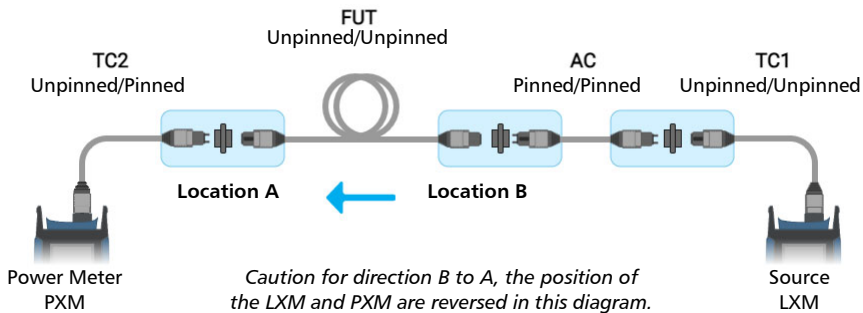 FUT
Unpinned/Unpinned
TC2
Unpinned/Pinned
AC
Pinned/Pinned
TC1
Unpinned/Unpinned
Location A
Location B
Power Meter
PXM
Caution for direction B to A, the position of
the LXM and PXM are reversed in this diagram.
Source
LXM